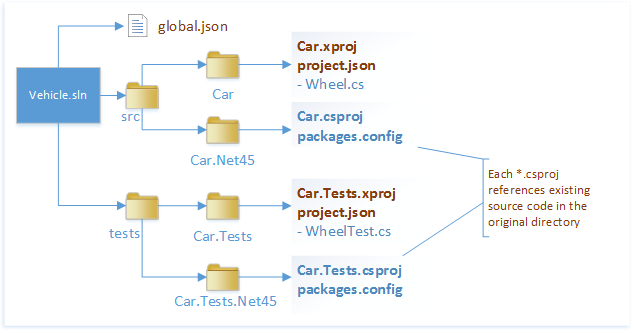 global.json
Vehicle.sln
src
Car
Car.xproj
project.json
- Wheel.cs
Car.Net45
Car.csproj
packages.config
tests
Car.Tests
Car.Tests.xproj
project.json
- WheelTest.cs
Car.Tests.Net45
Car.Tests.csproj
packages.config
Each *.csproj
references existing
source code in the
original directory